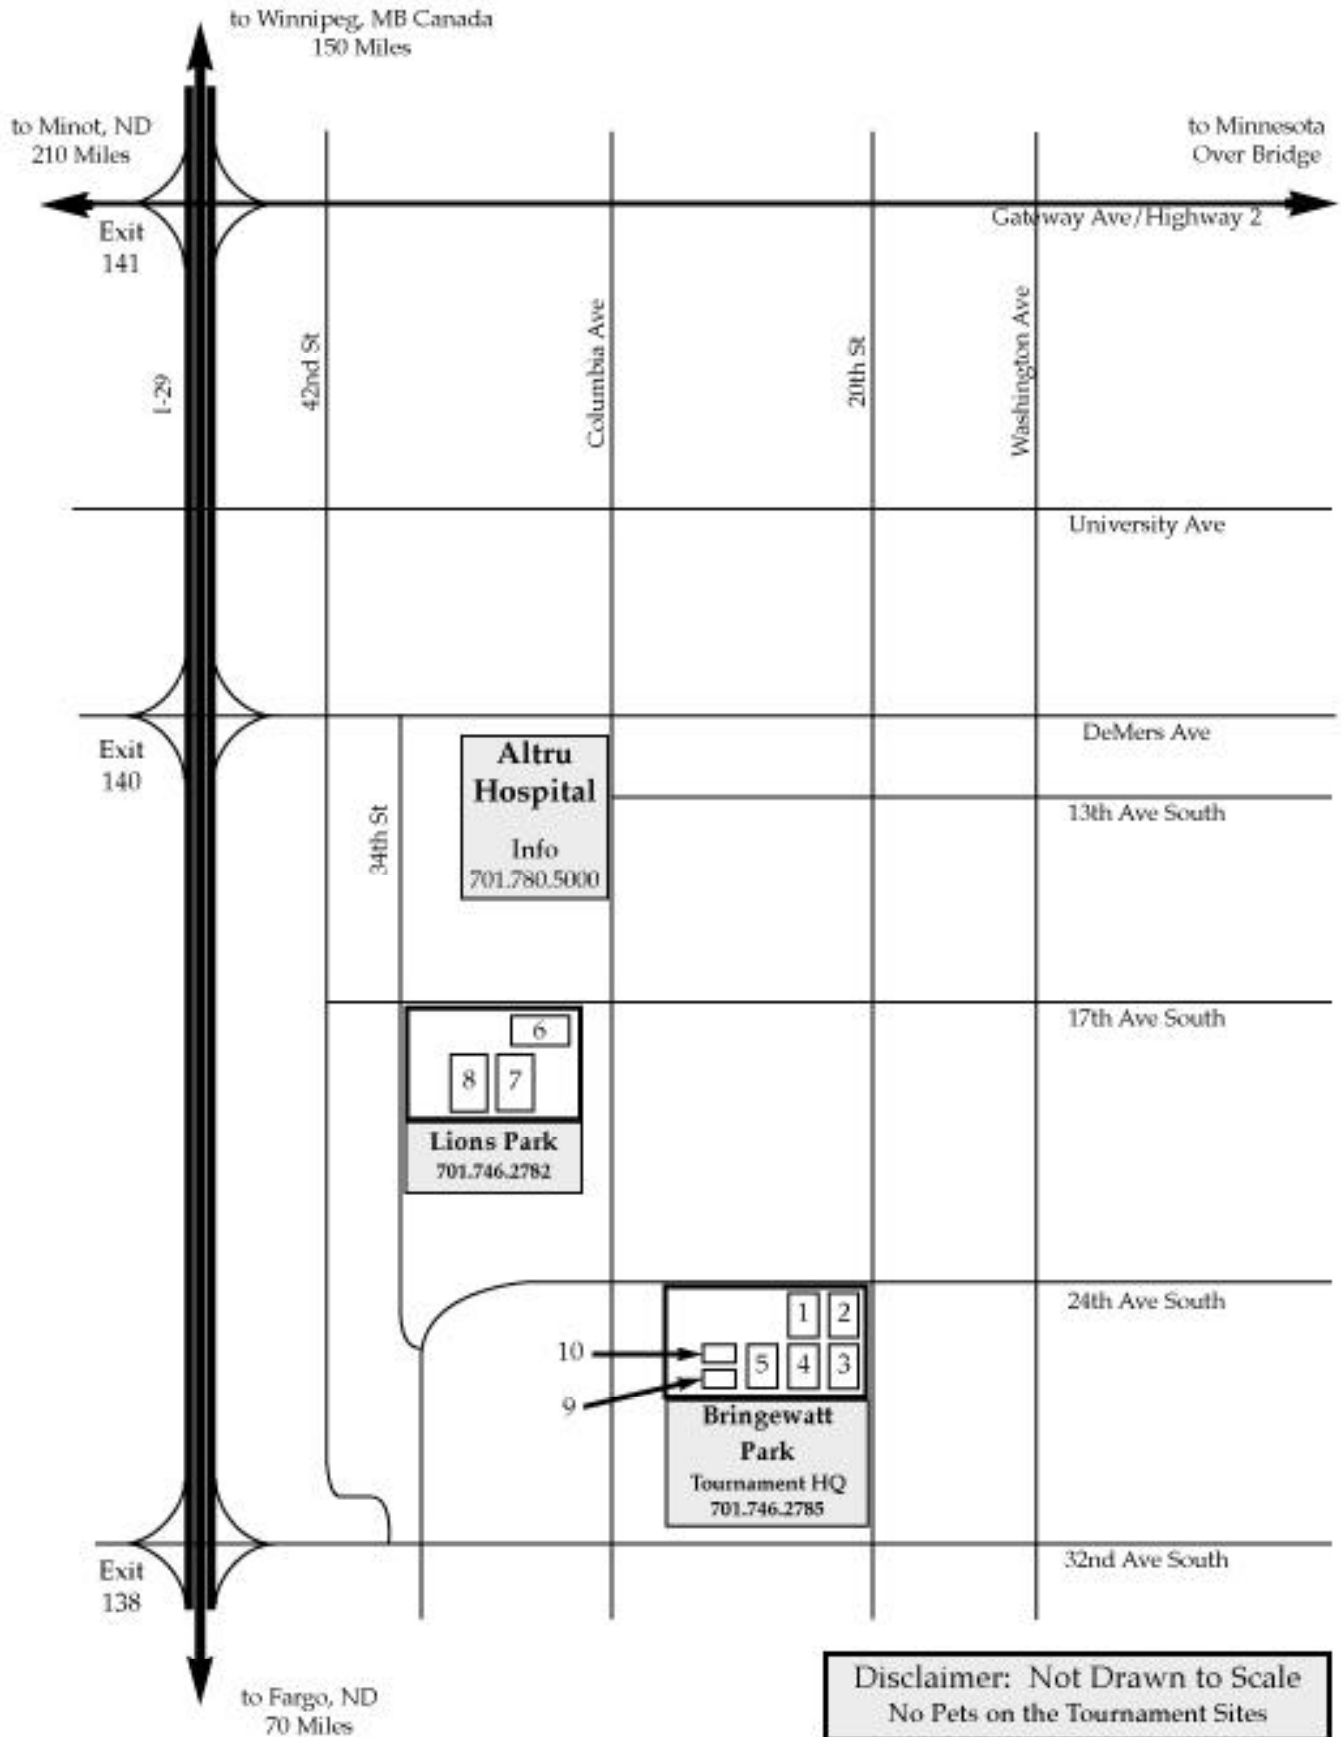 to Winnipeg, MB Canada
150 Miles
to Minot, ND
210 Miles
to Minnesota
Over Bridge
Gateway Ave/Highway 2
Exit
141
I-29
42nd St
Columbia Ave
20th St
Washington Ave
University Ave
DeMers Ave
Exit
140
Altru
Hospital
Info
701.780.5000
13th Ave South
34th St
17th Ave South
6
8 7
Lions Park
701.746.2782
24th Ave South
1 2
10 5 4 3
9
Bringewatt
Park
Tournament HQ
701.746.2785
32nd Ave South
Exit
138
to Fargo, ND
70 Miles
Disclaimer: Not Drawn to Scale
No Pets on the Tournament Sites